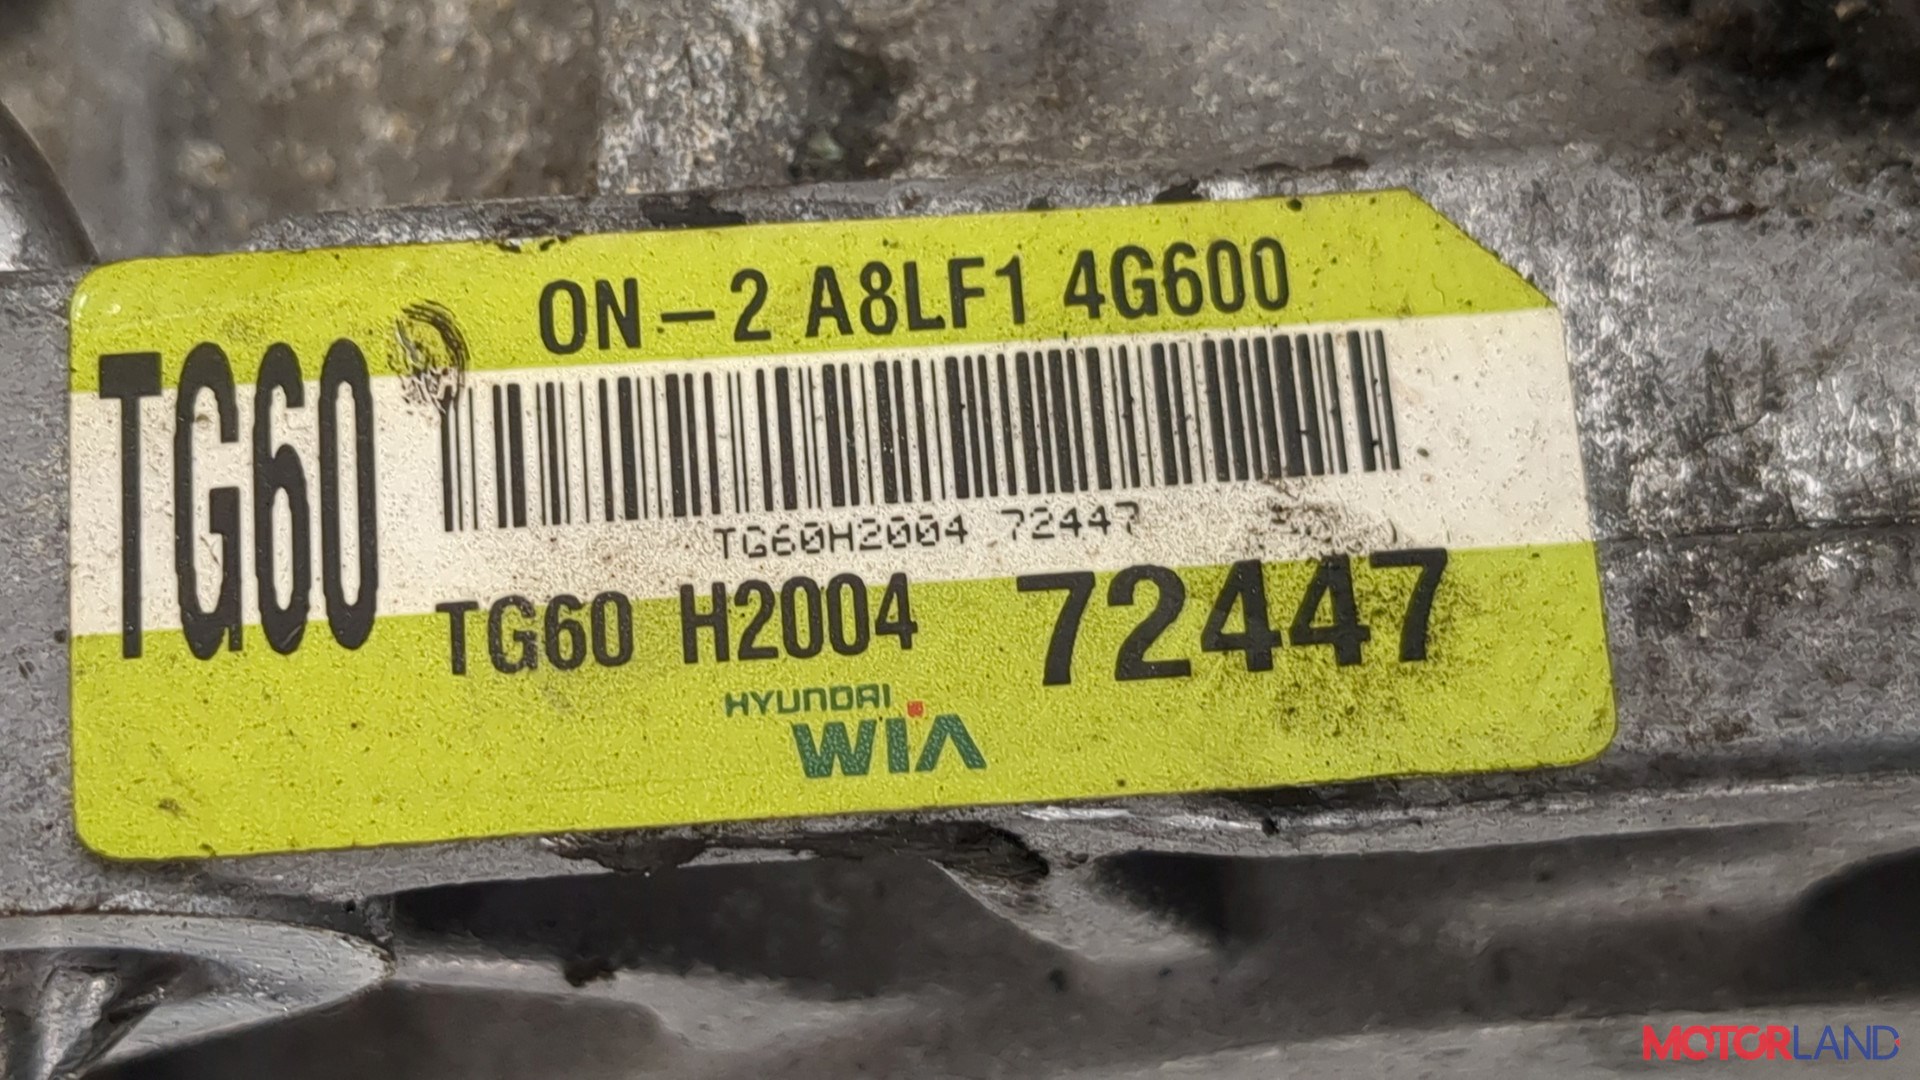 ON-2 A8LF1 4G600
TG60
TG60H2004 72447
TG60 H2004 72447
HYUNDAI
WIA
MOTORLAND